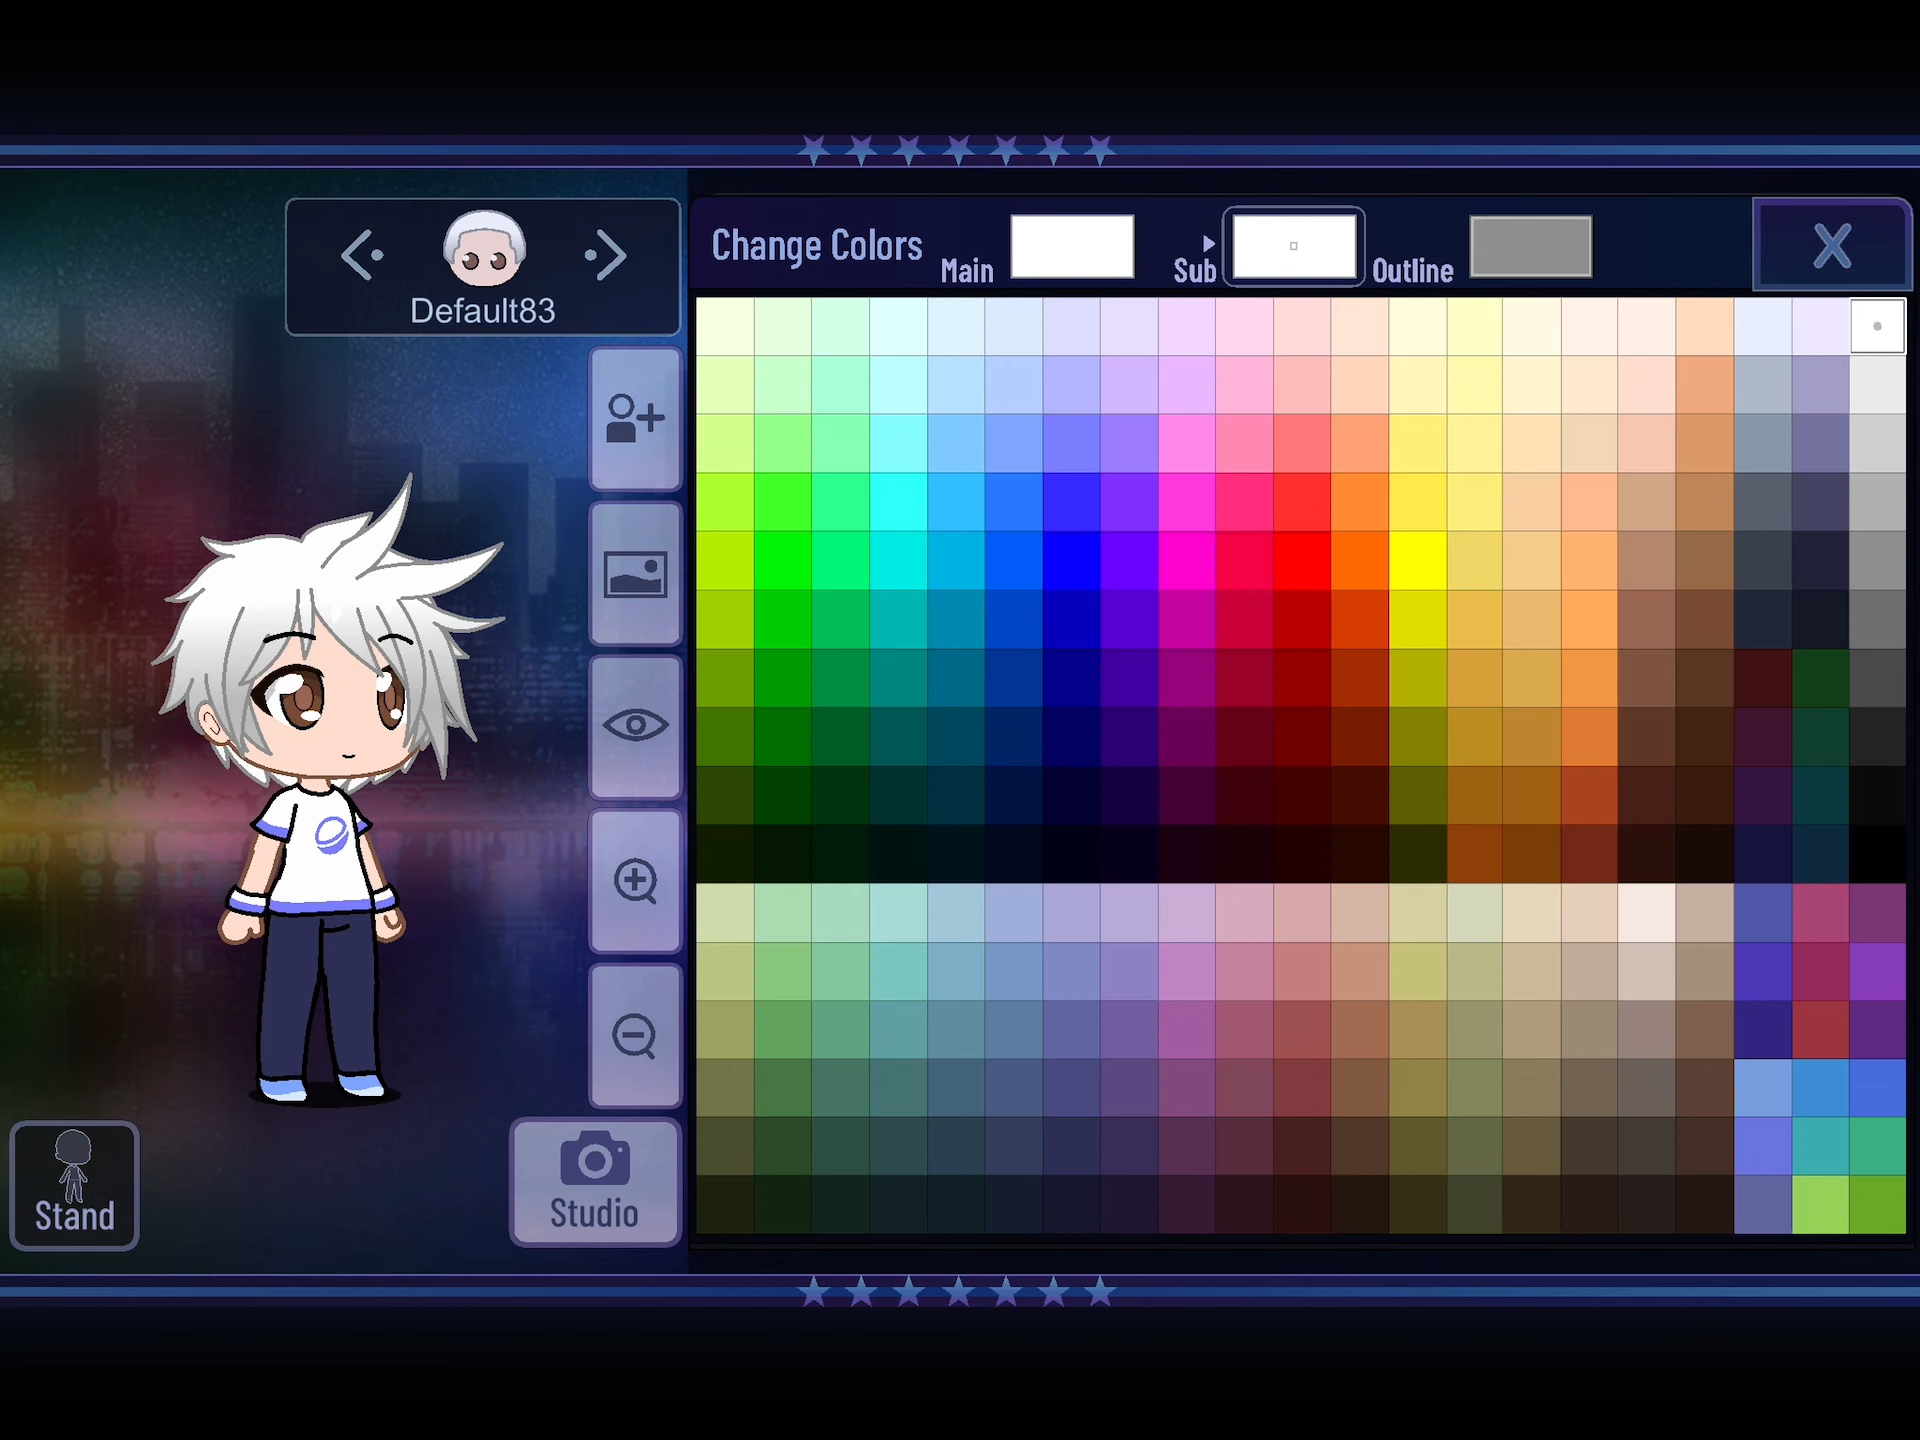 Default83
Change Colors
Main
Sub
Outline
X
Stand
Studio